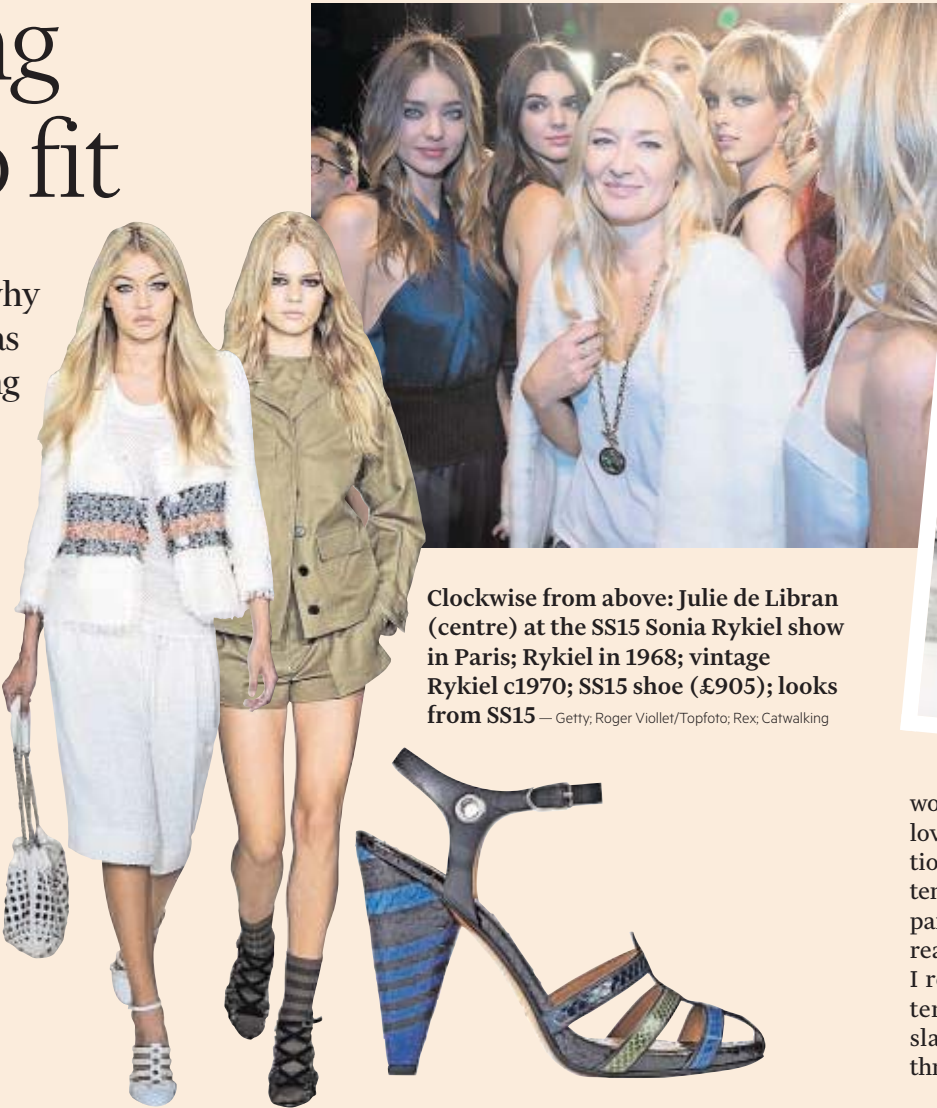 ng
fit
why
as
ng
Clockwise from above: Julie de Libran
(centre) at the SS15 Sonia Rykiel show
in Paris; Rykiel in 1968; vintage
Rykiel c1970; SS15 shoe (£905); looks
from SS15 — Getty; Roger Viollet/Topfoto; Rex; Catwalking
wo
lov
tio
ter
pa
rea
I r
ter
sla
thr